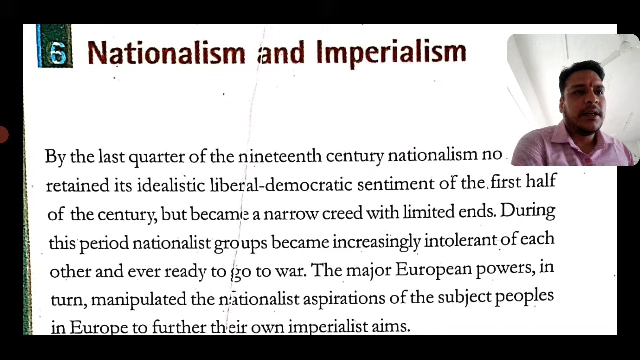 6 Nationalism and Imperialism
By the last quarter of the nineteenth century nationalism no
retained its idealistic liberal-democratic sentiment of the first half
of the century, but became a narrow creed with limited ends. During
this period nationalist groups became increasingly intolerant of each
other and ever ready to go to war. The major European powers, in
turn, manipulated the nationalist aspirations of the subject peoples
in Europe to further their own imperialist aims.